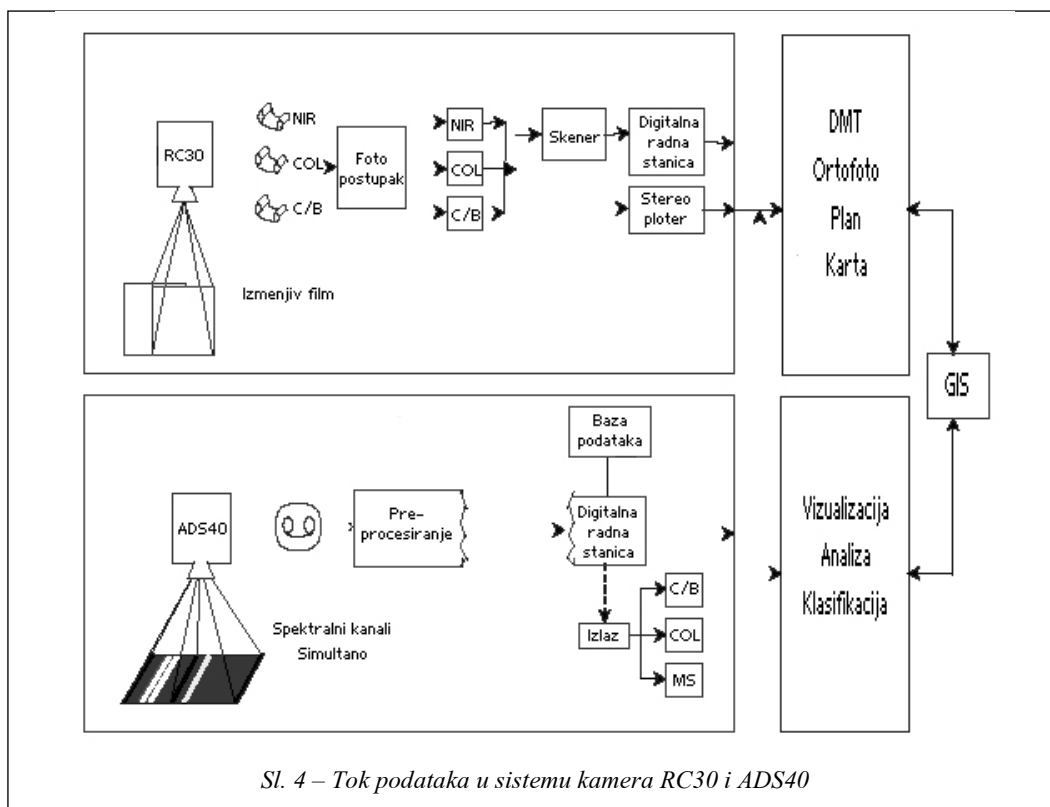 RC30
NIR
COL
C/B
Izmenjiv film
Foto
postupak
NIR
COL
C/B
Skener
Digitalna
radna
stanica
Stereo
ploter
DMT
Ortofoto
Plan
Karta
GIS
ADS40
Spektralni kanali
Simultano
Pre-
procesiranje
Baza
podataka
Digitalna
radna
stanica
Izlaz
C/B
COL
MS
Vizualizacija
Analiza
Klasifikacija
Sl. 4 – Tok podataka u sistemu kamera RC30 i ADS40